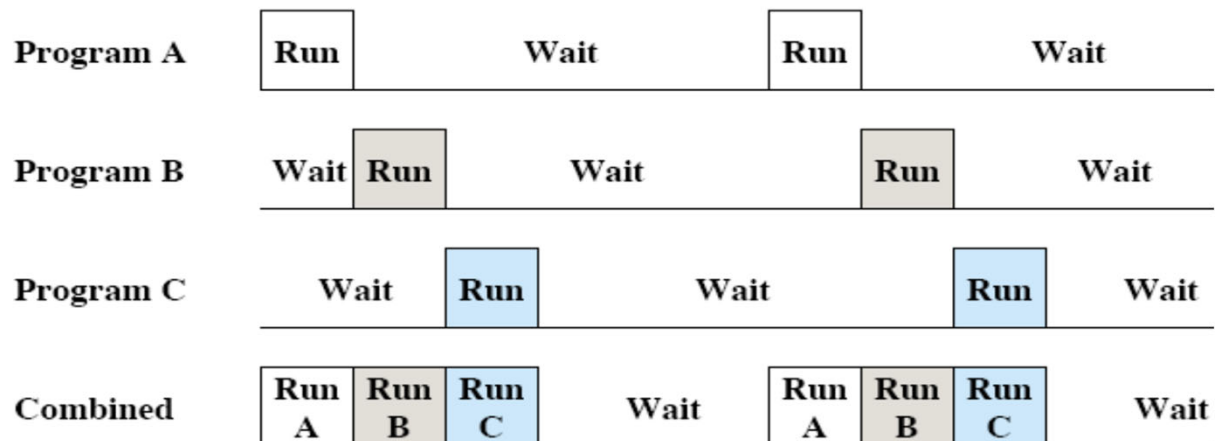 Program A Run Wait Run Wait
Program B Wait Run Wait Run Wait
Program C Wait Run Wait Run Wait
Combined Run A Run B Run C Wait Run A Run B Run C Wait